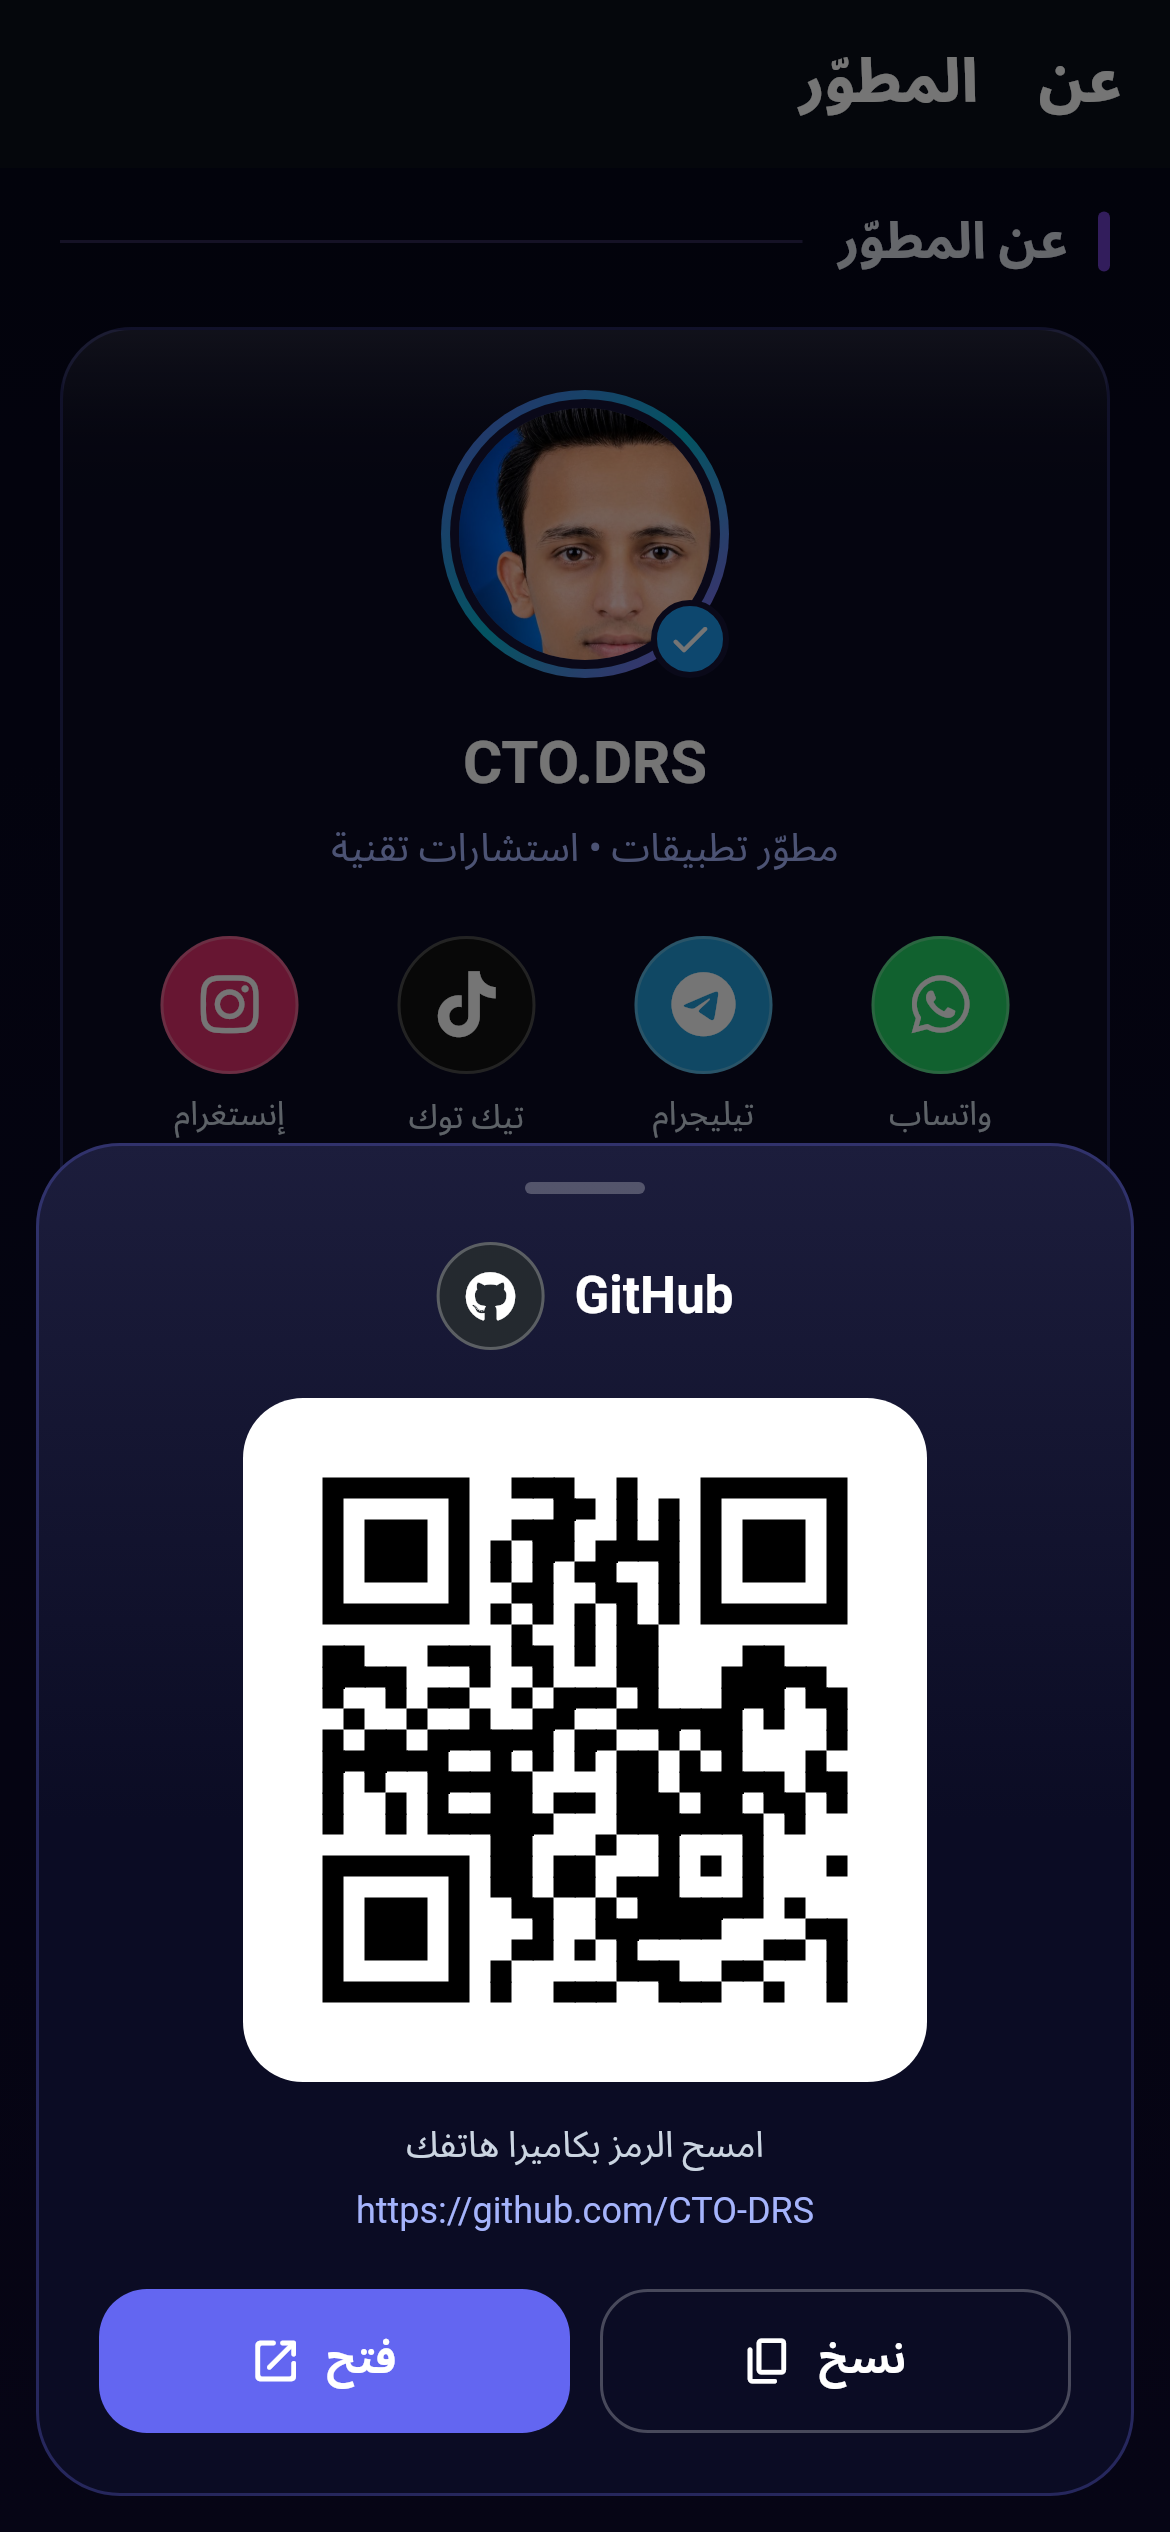 عن المطوّر
عن المطوّر
CTO.DRS
مطوّر تطبيقات • استشارات تقنية
واتساب تيليجرام تيك توك إنستغرام
GitHub
امسح الرمز بكاميرا هاتفك
https://github.com/CTO-DRS
نسخ فتح